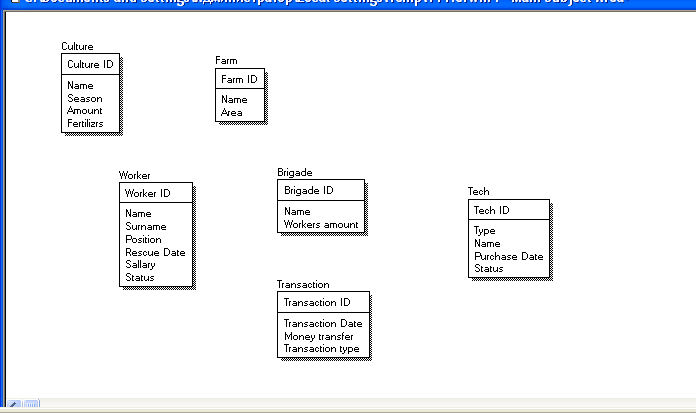 Culture
Culture ID
Name
Season
Amount
Fertilizrs
Farm
Farm ID
Name
Area
Worker
Worker ID
Name
Surname
Position
Rescue Date
Sallary
Status
Brigade
Brigade ID
Name
Workers amount
Tech
Tech ID
Type
Name
Purchase Date
Status
Transaction
Transaction ID
Transaction Date
Money transfer
Transaction type